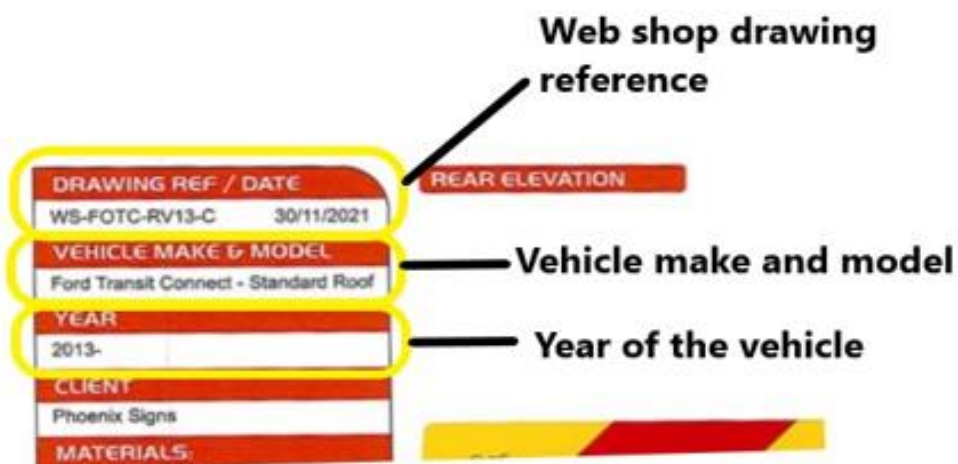 Web shop drawing
reference
DRAWING REF / DATE
WS-FOTC-RV13-C 30/11/2021
REAR ELEVATION
VEHICLE MAKE & MODEL
Ford Transit Connect - Standard Roof
Vehicle make and model
YEAR
2013-
Year of the vehicle
CLIENT
Phoenix Signs
MATERIALS: